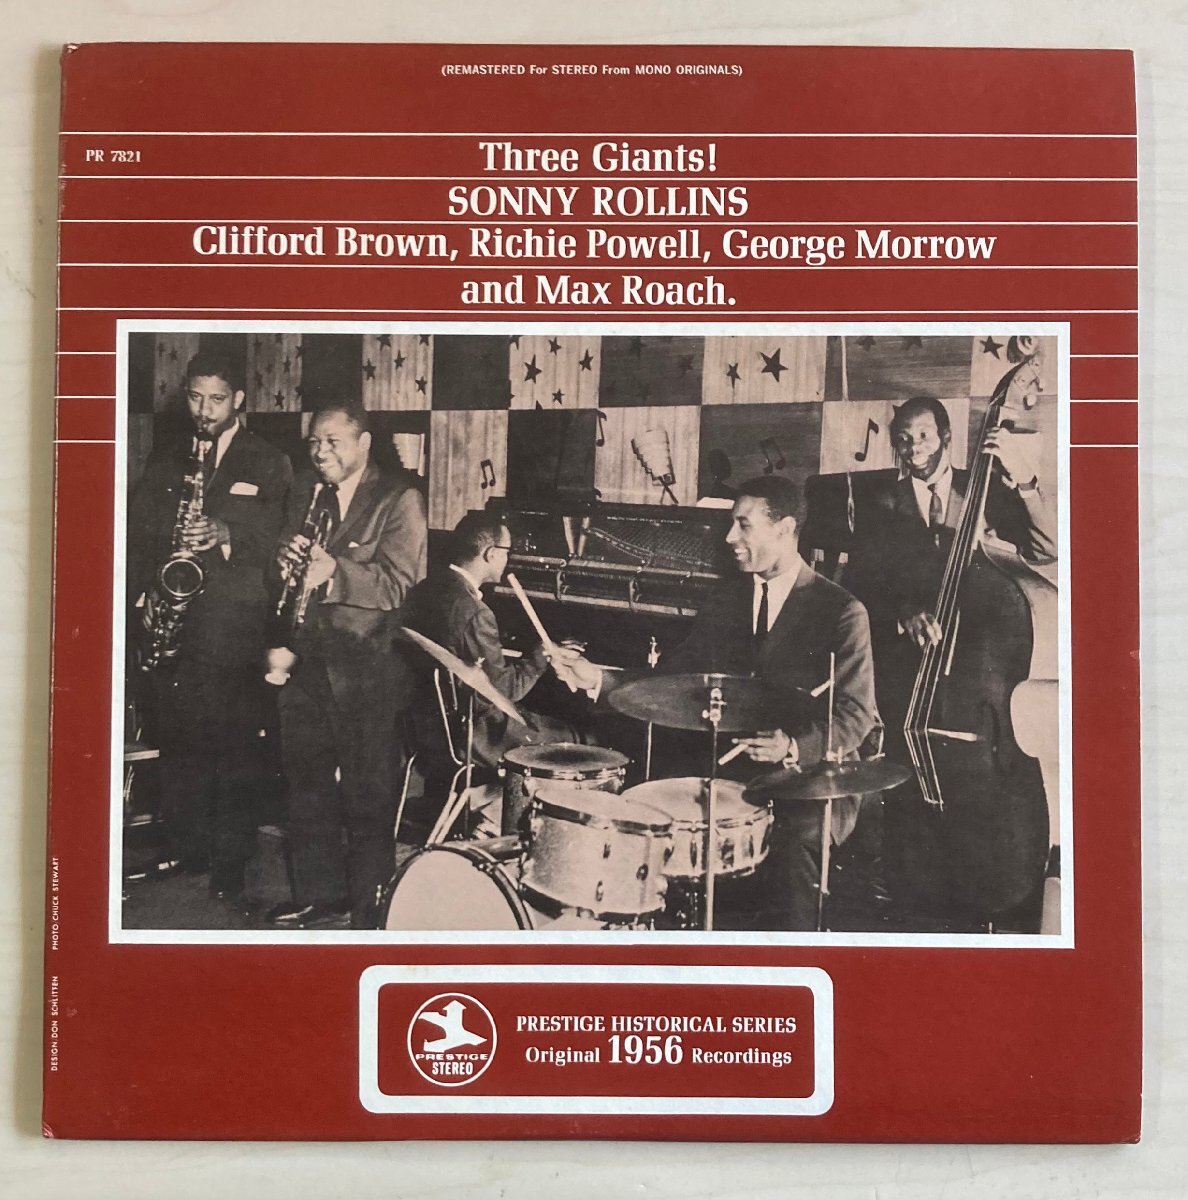 (REMASTERED For STEREO From MONO ORIGINALS)
PR 7821
Three Giants!
SONNY ROLLINS
Clifford Brown, Richie Powell, George Morrow
and Max Roach.
PHOTO: CHUCK STEWART
DESIGN: DON SCHLITTEN
PRESTIGE
STEREO
PRESTIGE HISTORICAL SERIES
Original 1956 Recordings